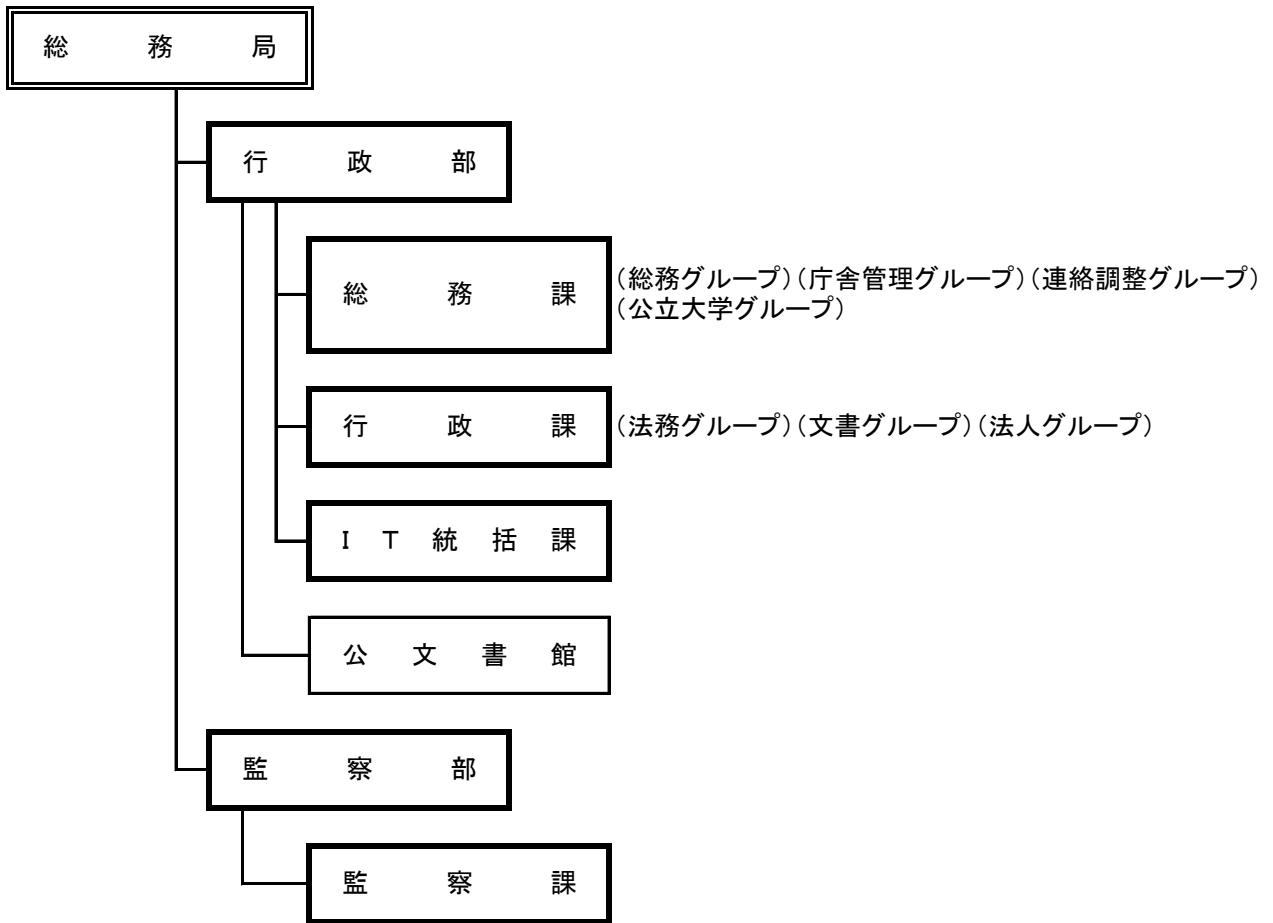 総務局
行政部
総務課
(総務グループ)(庁舎管理グループ)(連絡調整グループ)
(公立大学グループ)
行政課
(法務グループ)(文書グループ)(法人グループ)
ＩＴ統括課
公文書館
監察部
監察課